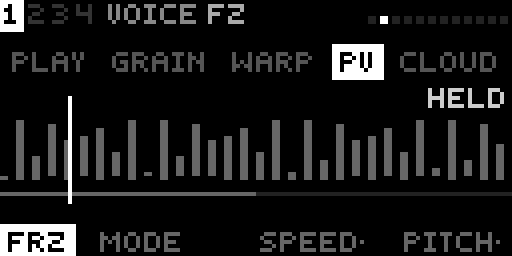 1 2 3 4 VOICE FZ
PLAY GRAIN WARP PV CLOUD
HELD
FRZ MODE SPEED· PITCH·